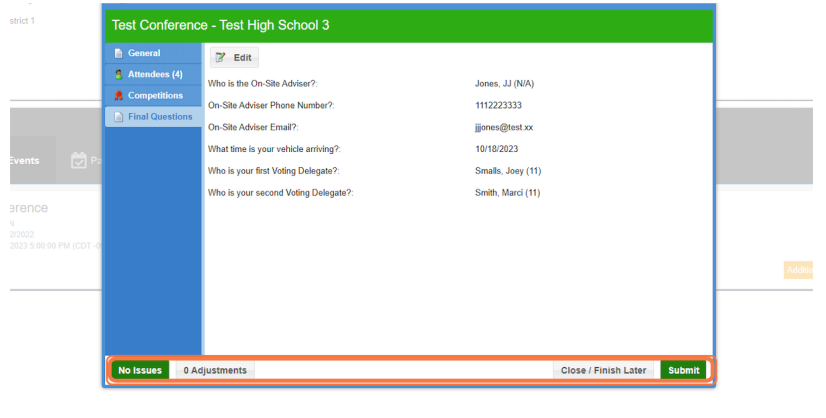 strict 1
Test Conference - Test High School 3
General
Attendees (4)
Competitions
Final Questions
Edit
Who is the On-Site Adviser?: Jones, JJ (N/A)
On-Site Adviser Phone Number?: 1112223333
On-Site Adviser Email?: jjjones@test.xx
What time is your vehicle arriving?: 10/18/2023
Who is your first Voting Delegate?: Smalls, Joey (11)
Who is your second Voting Delegate?: Smith, Marci (11)
Events Pa
erence
2/2022
2023 5:00:00 PM (CDT -0
Additio
No Issues 0 Adjustments Close / Finish Later Submit